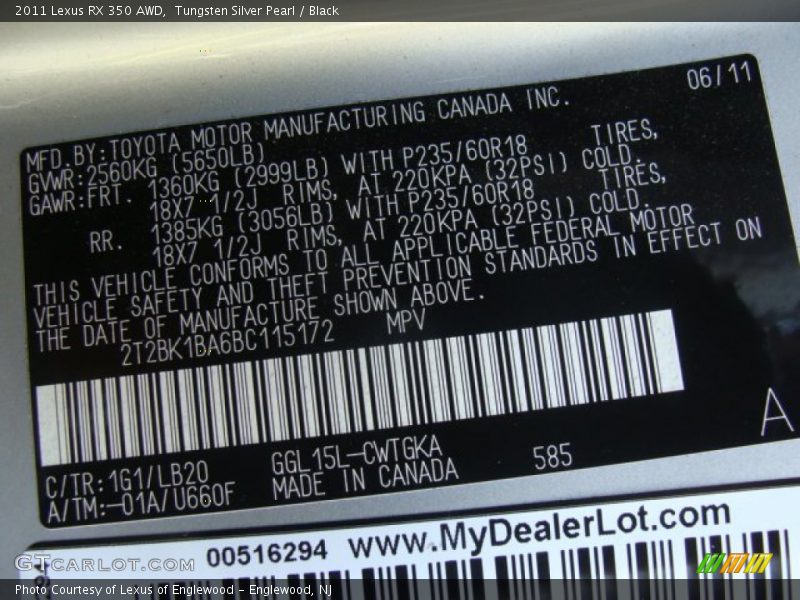 2011 Lexus RX 350 AWD, Tungsten Silver Pearl / Black
06/11
MFD.BY:TOYOTA MOTOR MANUFACTURING CANADA INC.
GVWR:2560KG (5650LB)
GAWR:FRT. 1360KG (2999LB) WITH P235/60R18 TIRES,
18X7 1/2J RIMS, AT 220KPA (32PSI) COLD.
RR. 1385KG (3056LB) WITH P235/60R18 TIRES,
18X7 1/2J RIMS, AT 220KPA (32PSI) COLD.
THIS VEHICLE CONFORMS TO ALL APPLICABLE FEDERAL MOTOR
VEHICLE SAFETY AND THEFT PREVENTION STANDARDS IN EFFECT ON
THE DATE OF MANUFACTURE SHOWN ABOVE.
2T2BK1BA6BC115172 MPV
A
C/TR:1G1/LB20 GGL15L-CWTGKA 585
A/TM:-01A/U660F MADE IN CANADA
00516294 www.MyDealerLot.com
GTCarLot.com
Photo Courtesy of Lexus of Englewood - Englewood, NJ